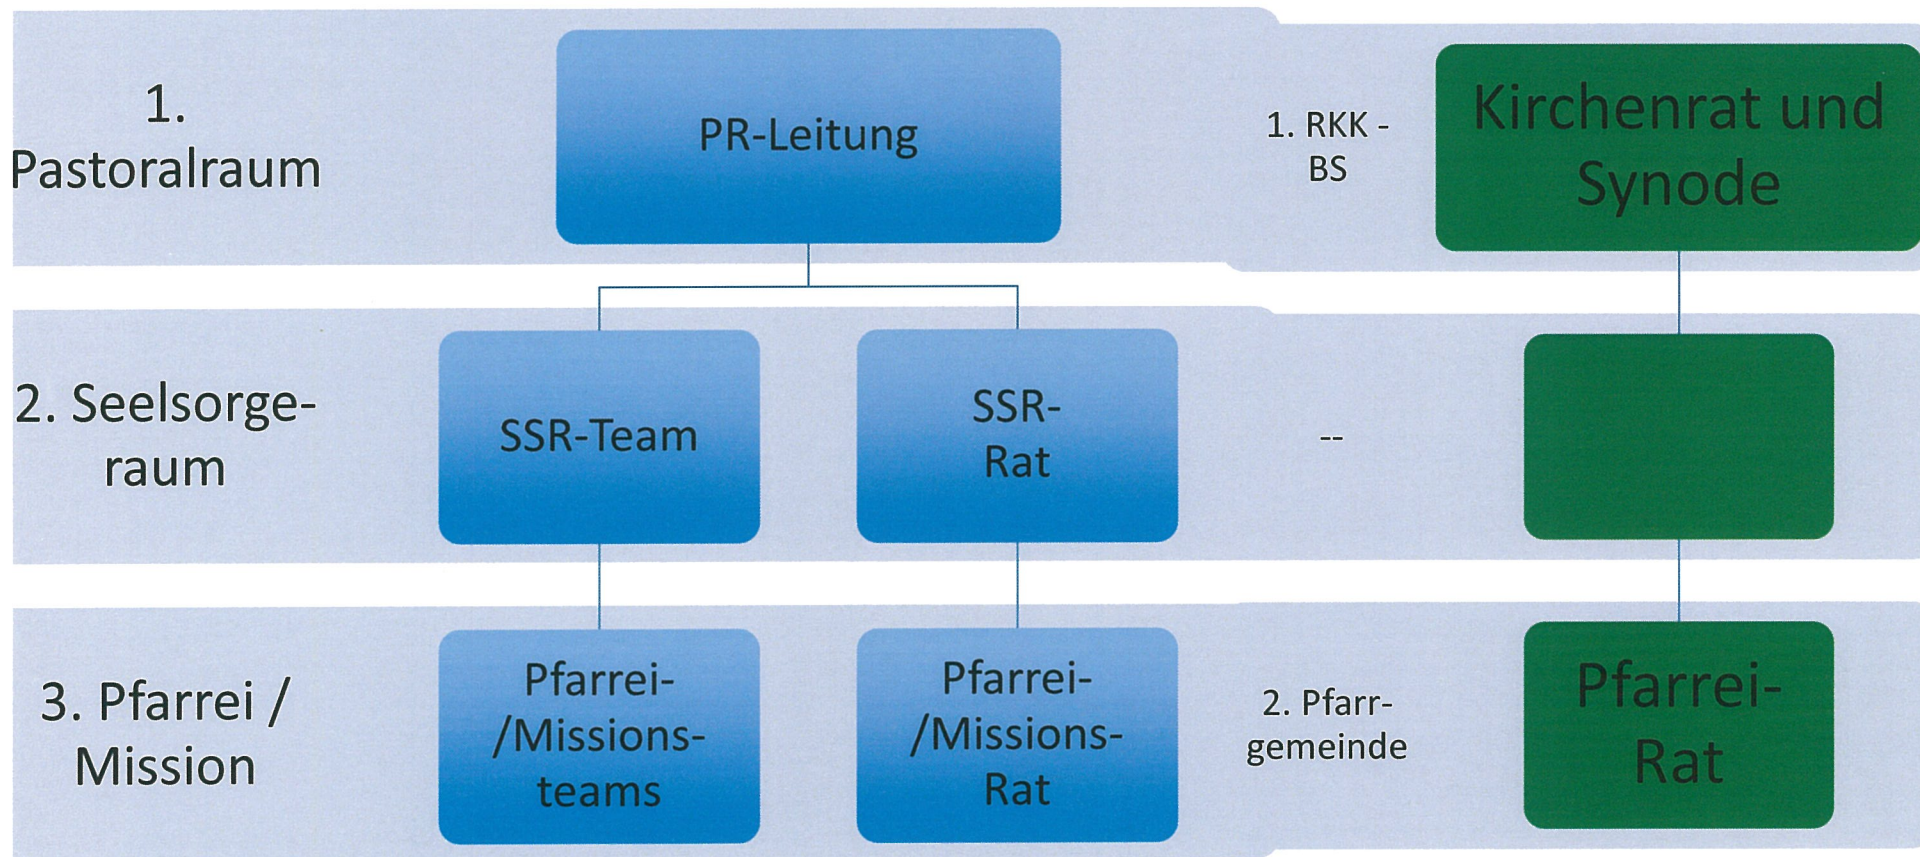 1.
Pastoralraum
PR-Leitung
1. RKK -
BS
Kirchenrat und
Synode
2. Seelsorge-
raum
SSR-Team
SSR-
Rat
--
3. Pfarrei /
Mission
Pfarrei-
/Missions-
teams
Pfarrei-
/Missions-
Rat
2. Pfarr-
gemeinde
Pfarrei-
Rat